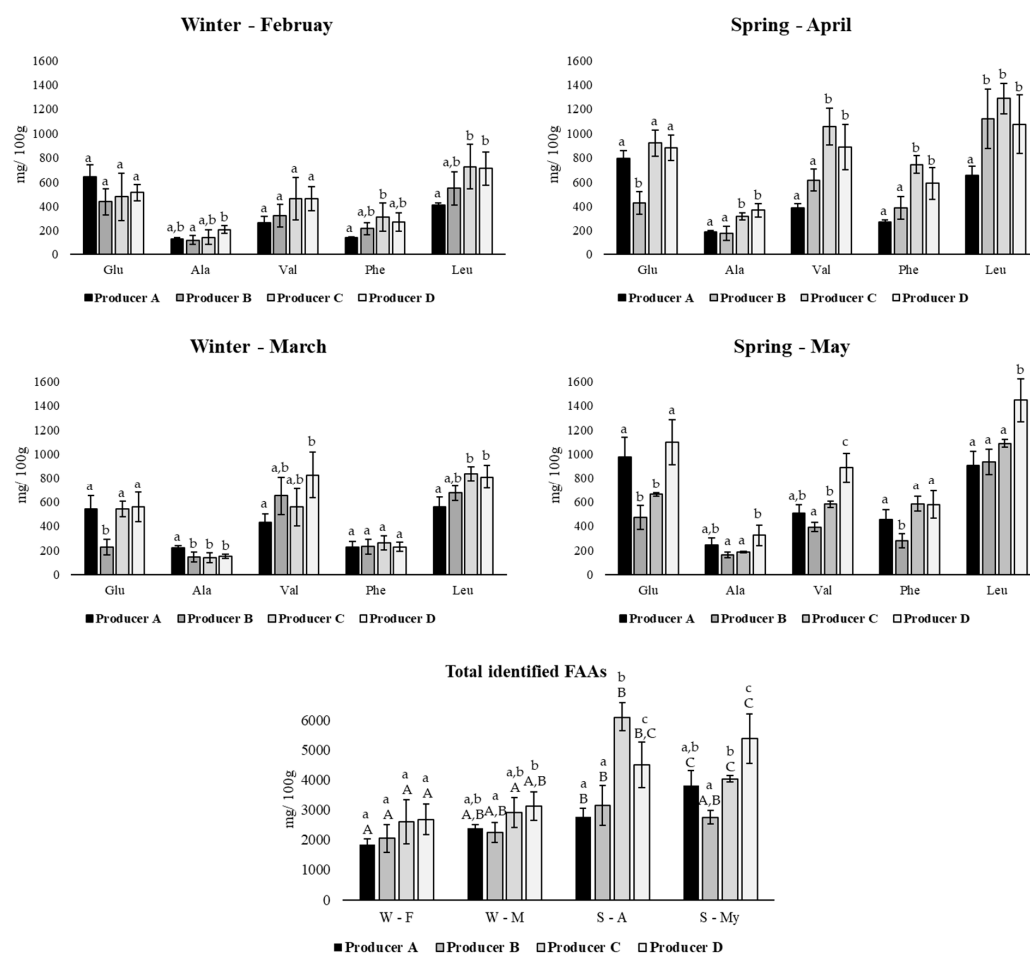 Winter - Februay
mg/ 100g
1600
1400
1200
1000
800
600
400
200
0
a a a a
a,b a a,b b
a a a a
a a,b b a,b
a a,b b b
Glu Ala Val Phe Leu
Producer A Producer B Producer C Producer D
Spring - April
mg/ 100g
1600
1400
1200
1000
800
600
400
200
0
a b a a
a a b b
a a b b
a a b b
a b b b
Glu Ala Val Phe Leu
Producer A Producer B Producer C Producer D
Winter - March
mg/ 100g
1600
1400
1200
1000
800
600
400
200
0
a b a a
a b b b
a a,b a,b b
a a a a
a a,b b b
Glu Ala Val Phe Leu
Producer A Producer B Producer C Producer D
Spring - May
mg/ 100g
1600
1400
1200
1000
800
600
400
200
0
a b b a
a,b a a b
a,b a b c
a b a a
a a a b
Glu Ala Val Phe Leu
Producer A Producer B Producer C Producer D
Total identified FAAs
mg/ 100g
6000
5000
4000
3000
2000
1000
0
a a a a
A A A A
a,b a a,b b
A,B A,B A A,B
a a b c
B B B B,C
a,b a b c
C A,B C C
W - F W - M S - A S - My
Producer A Producer B Producer C Producer D